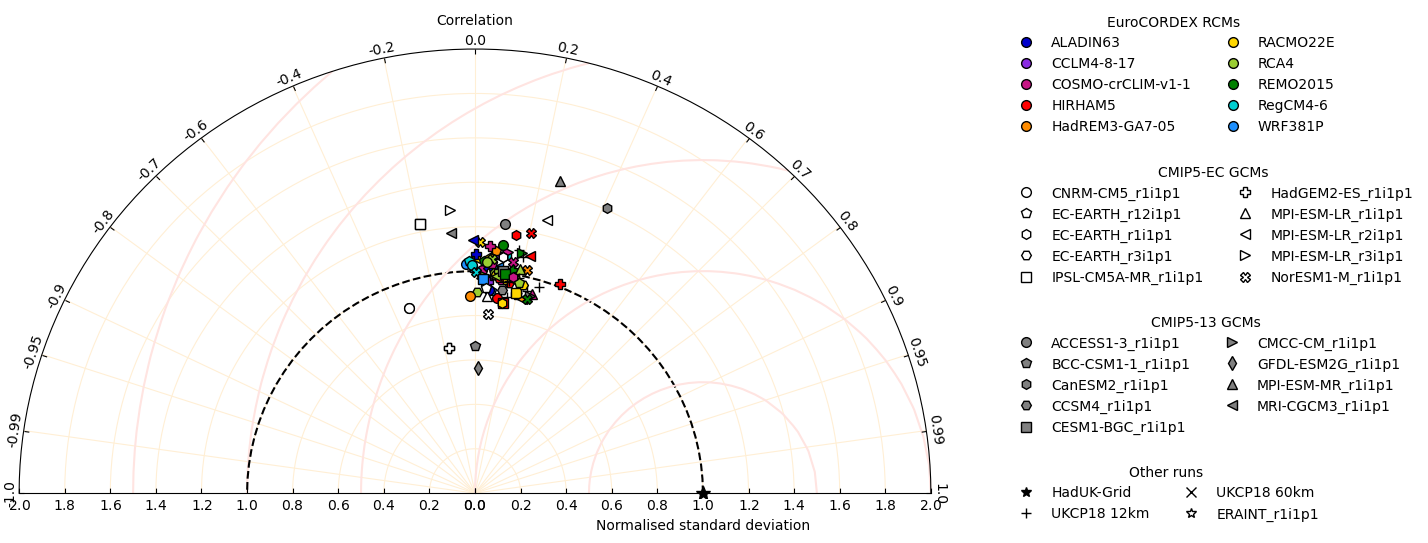 Correlation
-0.2
0.0
0.2
-0.4
0.4
-0.6
0.6
-0.7
0.7
-0.8
0.8
-0.9
0.9
-0.95
0.95
-0.99
0.99
-1.0
1.0
2.0 1.8 1.6 1.4 1.2 1.0 0.8 0.6 0.4 0.2 0.0 0.2 0.4 0.6 0.8 1.0 1.2 1.4 1.6 1.8 2.0
Normalised standard deviation
EuroCORDEX RCMs
ALADIN63 RACMO22E
CCLM4-8-17 RCA4
COSMO-crCLIM-v1-1 REMO2015
HIRHAM5 RegCM4-6
HadREM3-GA7-05 WRF381P
CMIP5-EC GCMs
CNRM-CM5_r1i1p1 HadGEM2-ES_r1i1p1
EC-EARTH_r12i1p1 MPI-ESM-LR_r1i1p1
EC-EARTH_r1i1p1 MPI-ESM-LR_r2i1p1
EC-EARTH_r3i1p1 MPI-ESM-LR_r3i1p1
IPSL-CM5A-MR_r1i1p1 NorESM1-M_r1i1p1
CMIP5-13 GCMs
ACCESS1-3_r1i1p1 CMCC-CM_r1i1p1
BCC-CSM1-1_r1i1p1 GFDL-ESM2G_r1i1p1
CanESM2_r1i1p1 MPI-ESM-MR_r1i1p1
CCSM4_r1i1p1 MRI-CGCM3_r1i1p1
CESM1-BGC_r1i1p1
Other runs
HadUK-Grid UKCP18 60km
UKCP18 12km ERAINT_r1i1p1